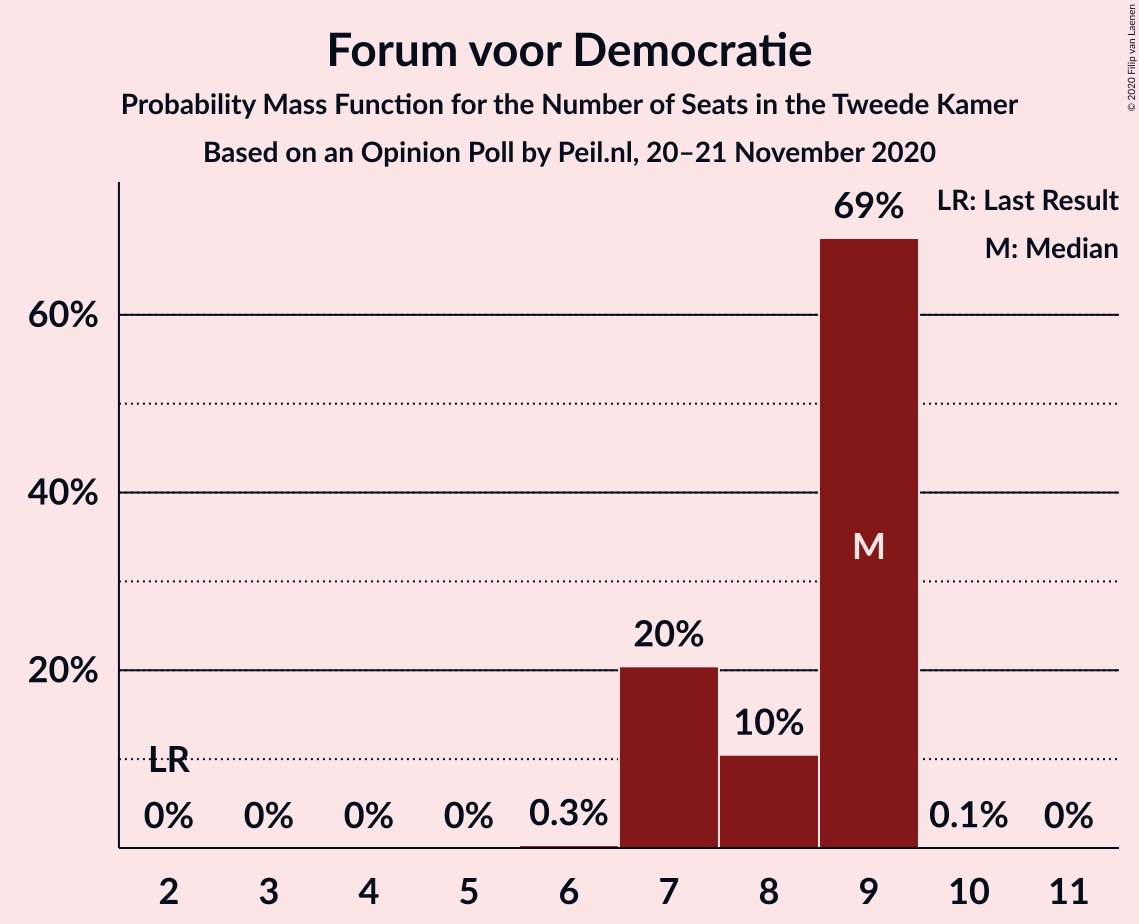 Forum voor Democratie
Probability Mass Function for the Number of Seats in the Tweede Kamer
Based on an Opinion Poll by Peil.nl, 20–21 November 2020
© 2020 Filip van Laenen
LR: Last Result
M: Median
69%
60%
40%
M
20%
20%
10%
LR
0% 0% 0% 0% 0.3% 0.1% 0%
2 3 4 5 6 7 8 9 10 11